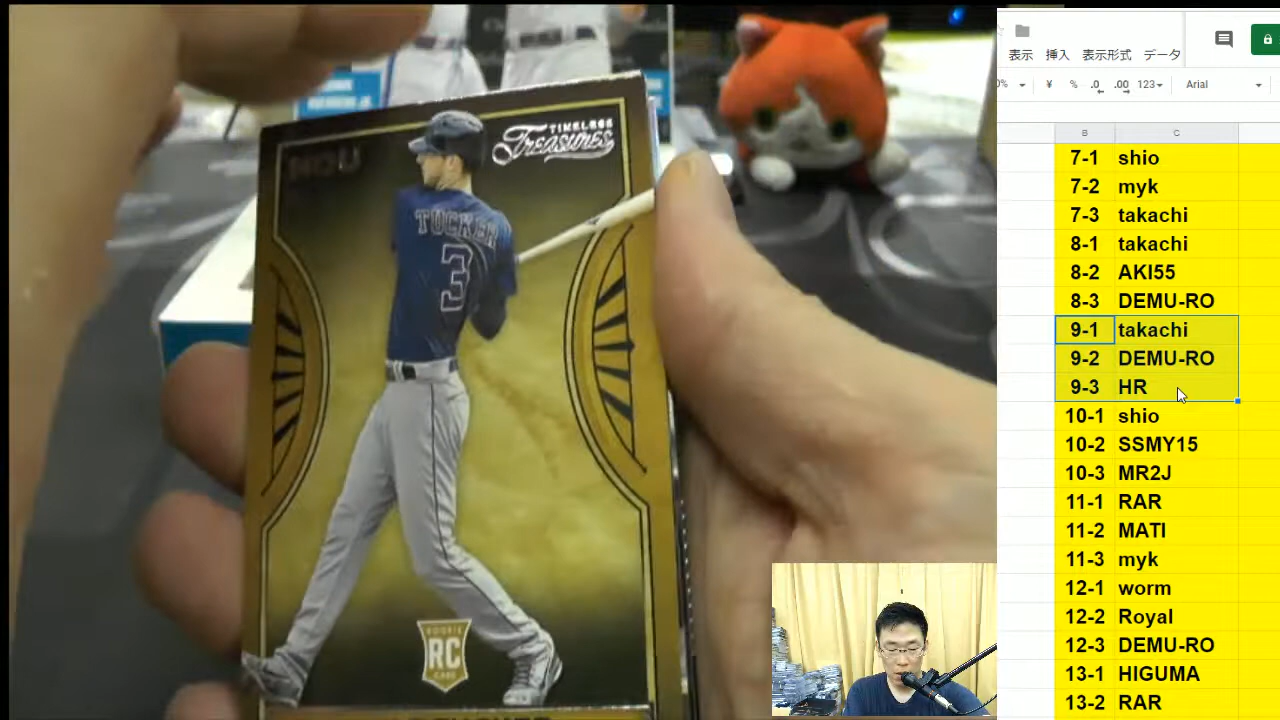 HOU
TIMELESS
Treasures
TUCKER
3
ROOKIE
RC
CARD
表示 挿入 表示形式 データ
% ¥ % .0 .00 123 Arial
B C
7-1 shio
7-2 myk
7-3 takachi
8-1 takachi
8-2 AKI55
8-3 DEMU-RO
9-1 takachi
9-2 DEMU-RO
9-3 HR
10-1 shio
10-2 SSMY15
10-3 MR2J
11-1 RAR
11-2 MATI
11-3 myk
12-1 worm
12-2 Royal
12-3 DEMU-RO
13-1 HIGUMA
13-2 RAR